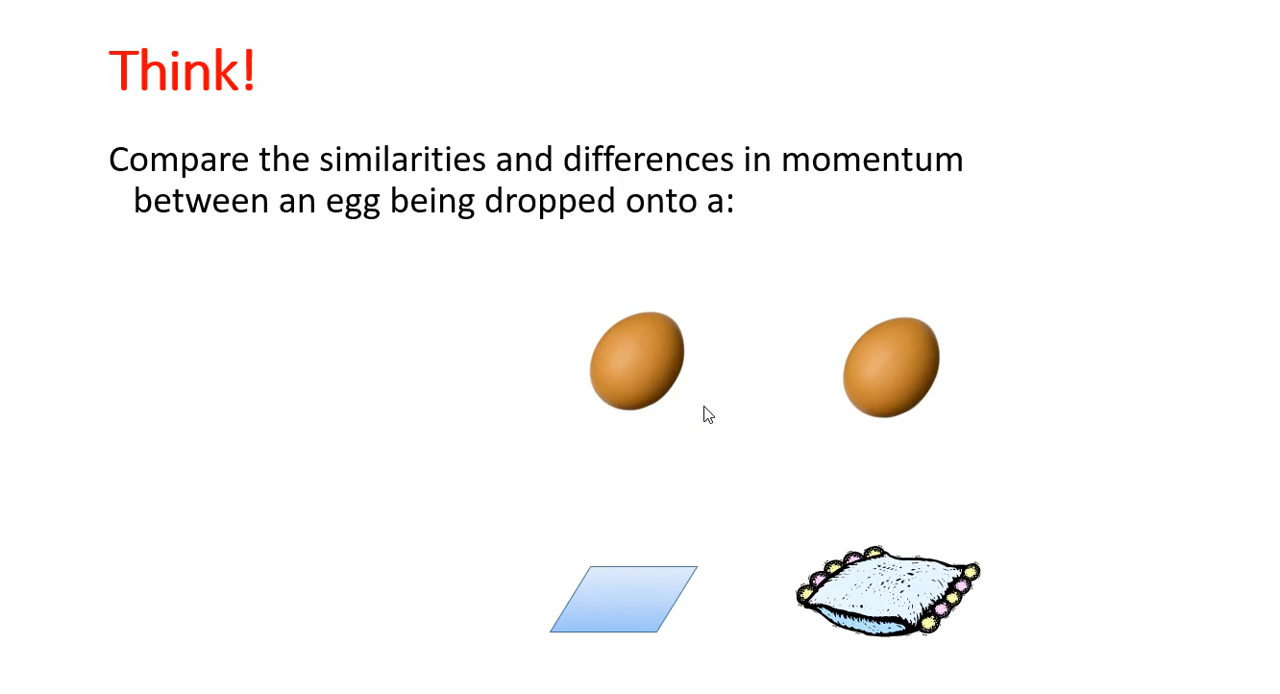 Think!
Compare the similarities and differences in momentum
between an egg being dropped onto a: